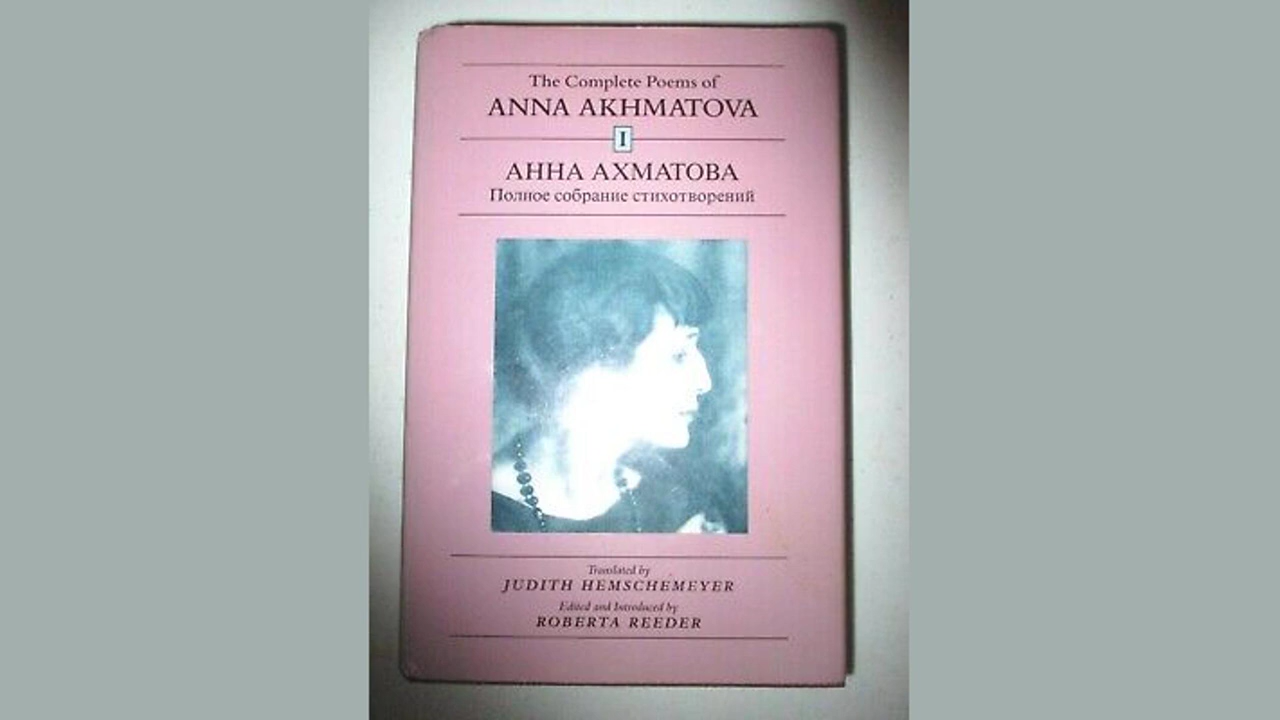 The Complete Poems of
ANNA AKHMATOVA
I
АННА АХМАТОВА
Полное собрание стихотворений
Translated by
JUDITH HEMSCHEMEYER
Edited and Introduced by
ROBERTA REEDER